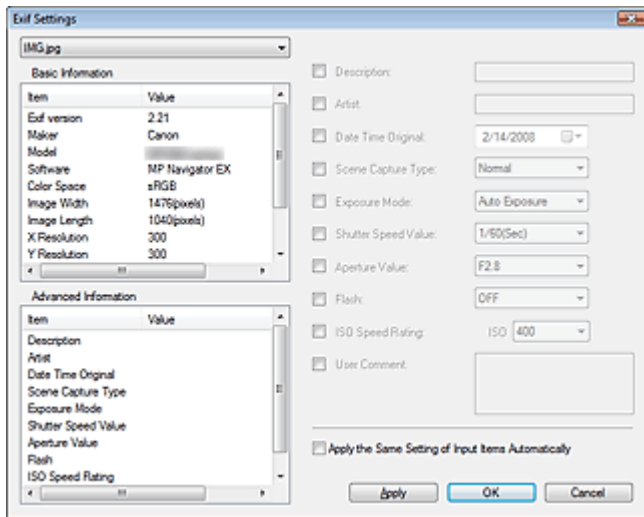 Exif Settings
IMG.jpg
Basic Information
Item Value
Exif version 2.21
Maker Canon
Model
Software MP Navigator EX
Color Space sRGB
Image Width 1476(pixels)
Image Length 1040(pixels)
X Resolution 300
Y Resolution 300
Advanced Information
Item Value
Description
Artist
Date Time Original
Scene Capture Type
Exposure Mode
Shutter Speed Value
Aperture Value
Flash
ISO Speed Rating
Description:
Artist:
Date Time Original: 2/14/2008
Scene Capture Type: Normal
Exposure Mode: Auto Exposure
Shutter Speed Value: 1/60(Sec)
Aperture Value: F2.8
Flash: OFF
ISO Speed Rating: ISO 400
User Comment:
Apply the Same Setting of Input Items Automatically
Apply OK Cancel